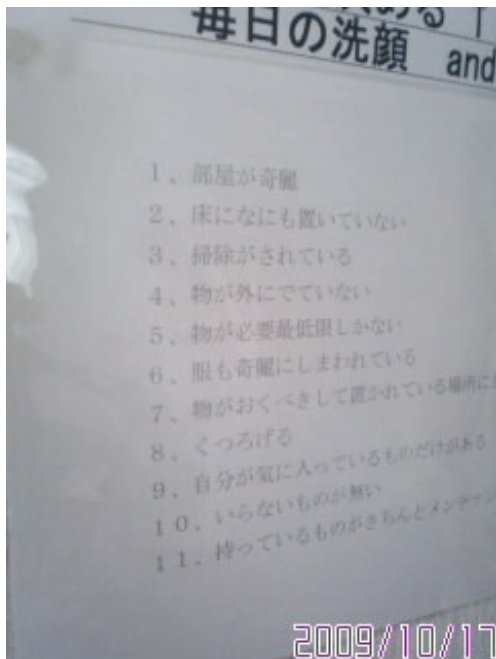 ある
毎日の洗顔 and
1、部屋が奇麗
2、床になにも置いていない
3、掃除がされている
4、物が外にでていない
5、物が必要最低限しかない
6、服も奇麗にしまわれている
7、物がおくべきして置かれている場所に
8、くつろげる
9、自分が気に入っているものだけがある
10、いらないものが無い
11、持っているものがきちんとメンテナン
2009/10/17